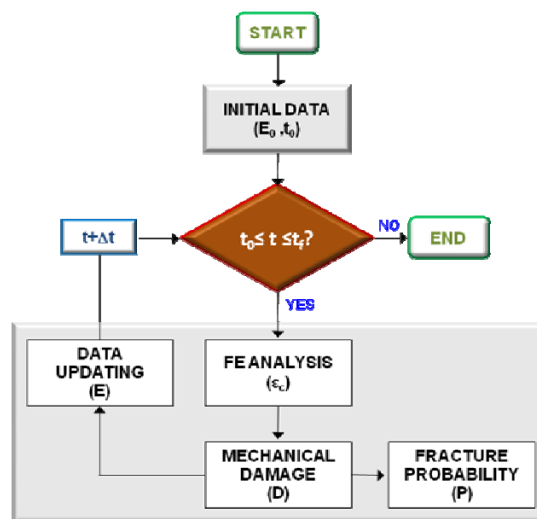 START
INITIAL DATA
(E₀ ,t₀)
t+Δt
t₀≤ t ≤t_f?
NO
END
YES
DATA
UPDATING
(E)
FE ANALYSIS
(ε_c)
MECHANICAL
DAMAGE
(D)
FRACTURE
PROBABILITY
(P)